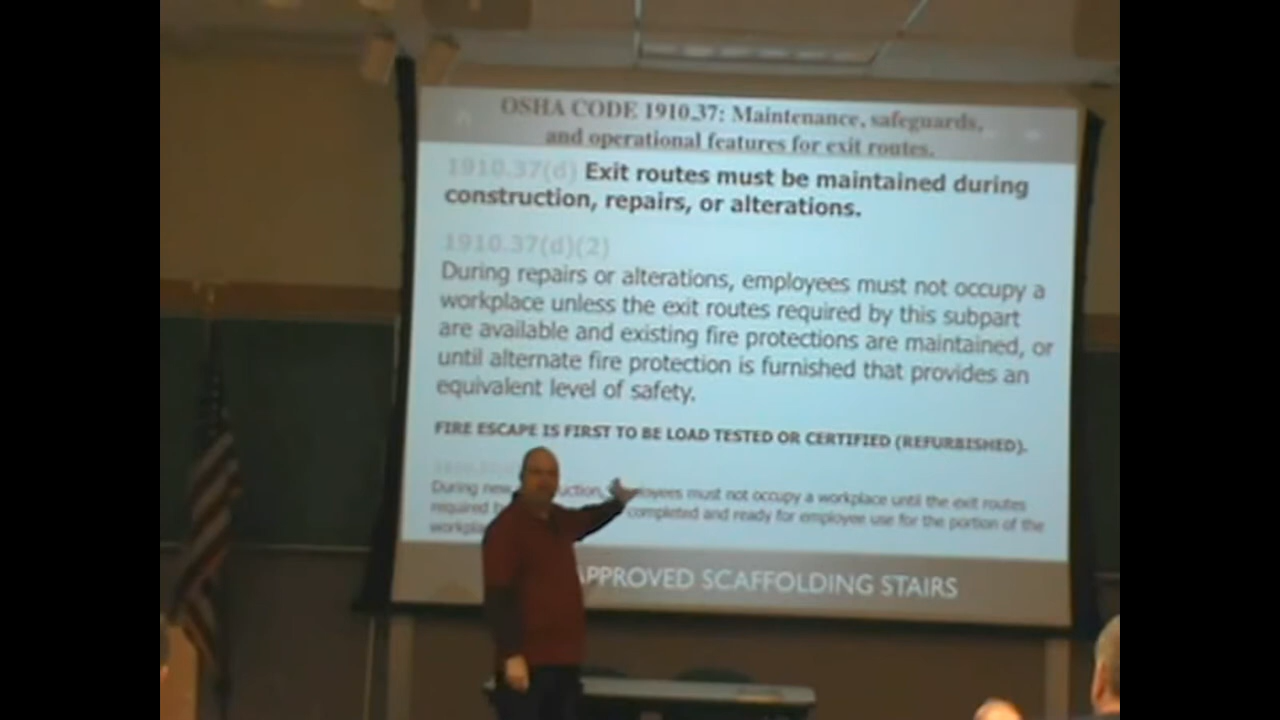 OSHA CODE 1910.37: Maintenance, safeguards,
and operational features for exit routes.
1910.37(d) Exit routes must be maintained during
construction, repairs, or alterations.
1910.37(d)(2)
During repairs or alterations, employees must not occupy a
workplace unless the exit routes required by this subpart
are available and existing fire protections are maintained, or
until alternate fire protection is furnished that provides an
equivalent level of safety.
FIRE ESCAPE IS FIRST TO BE LOAD TESTED OR CERTIFIED (REFURBISHED).
During new must not occupy a workplace until the exit routes
required completed and ready for employee use for the portion of the
APPROVED SCAFFOLDING STAIRS